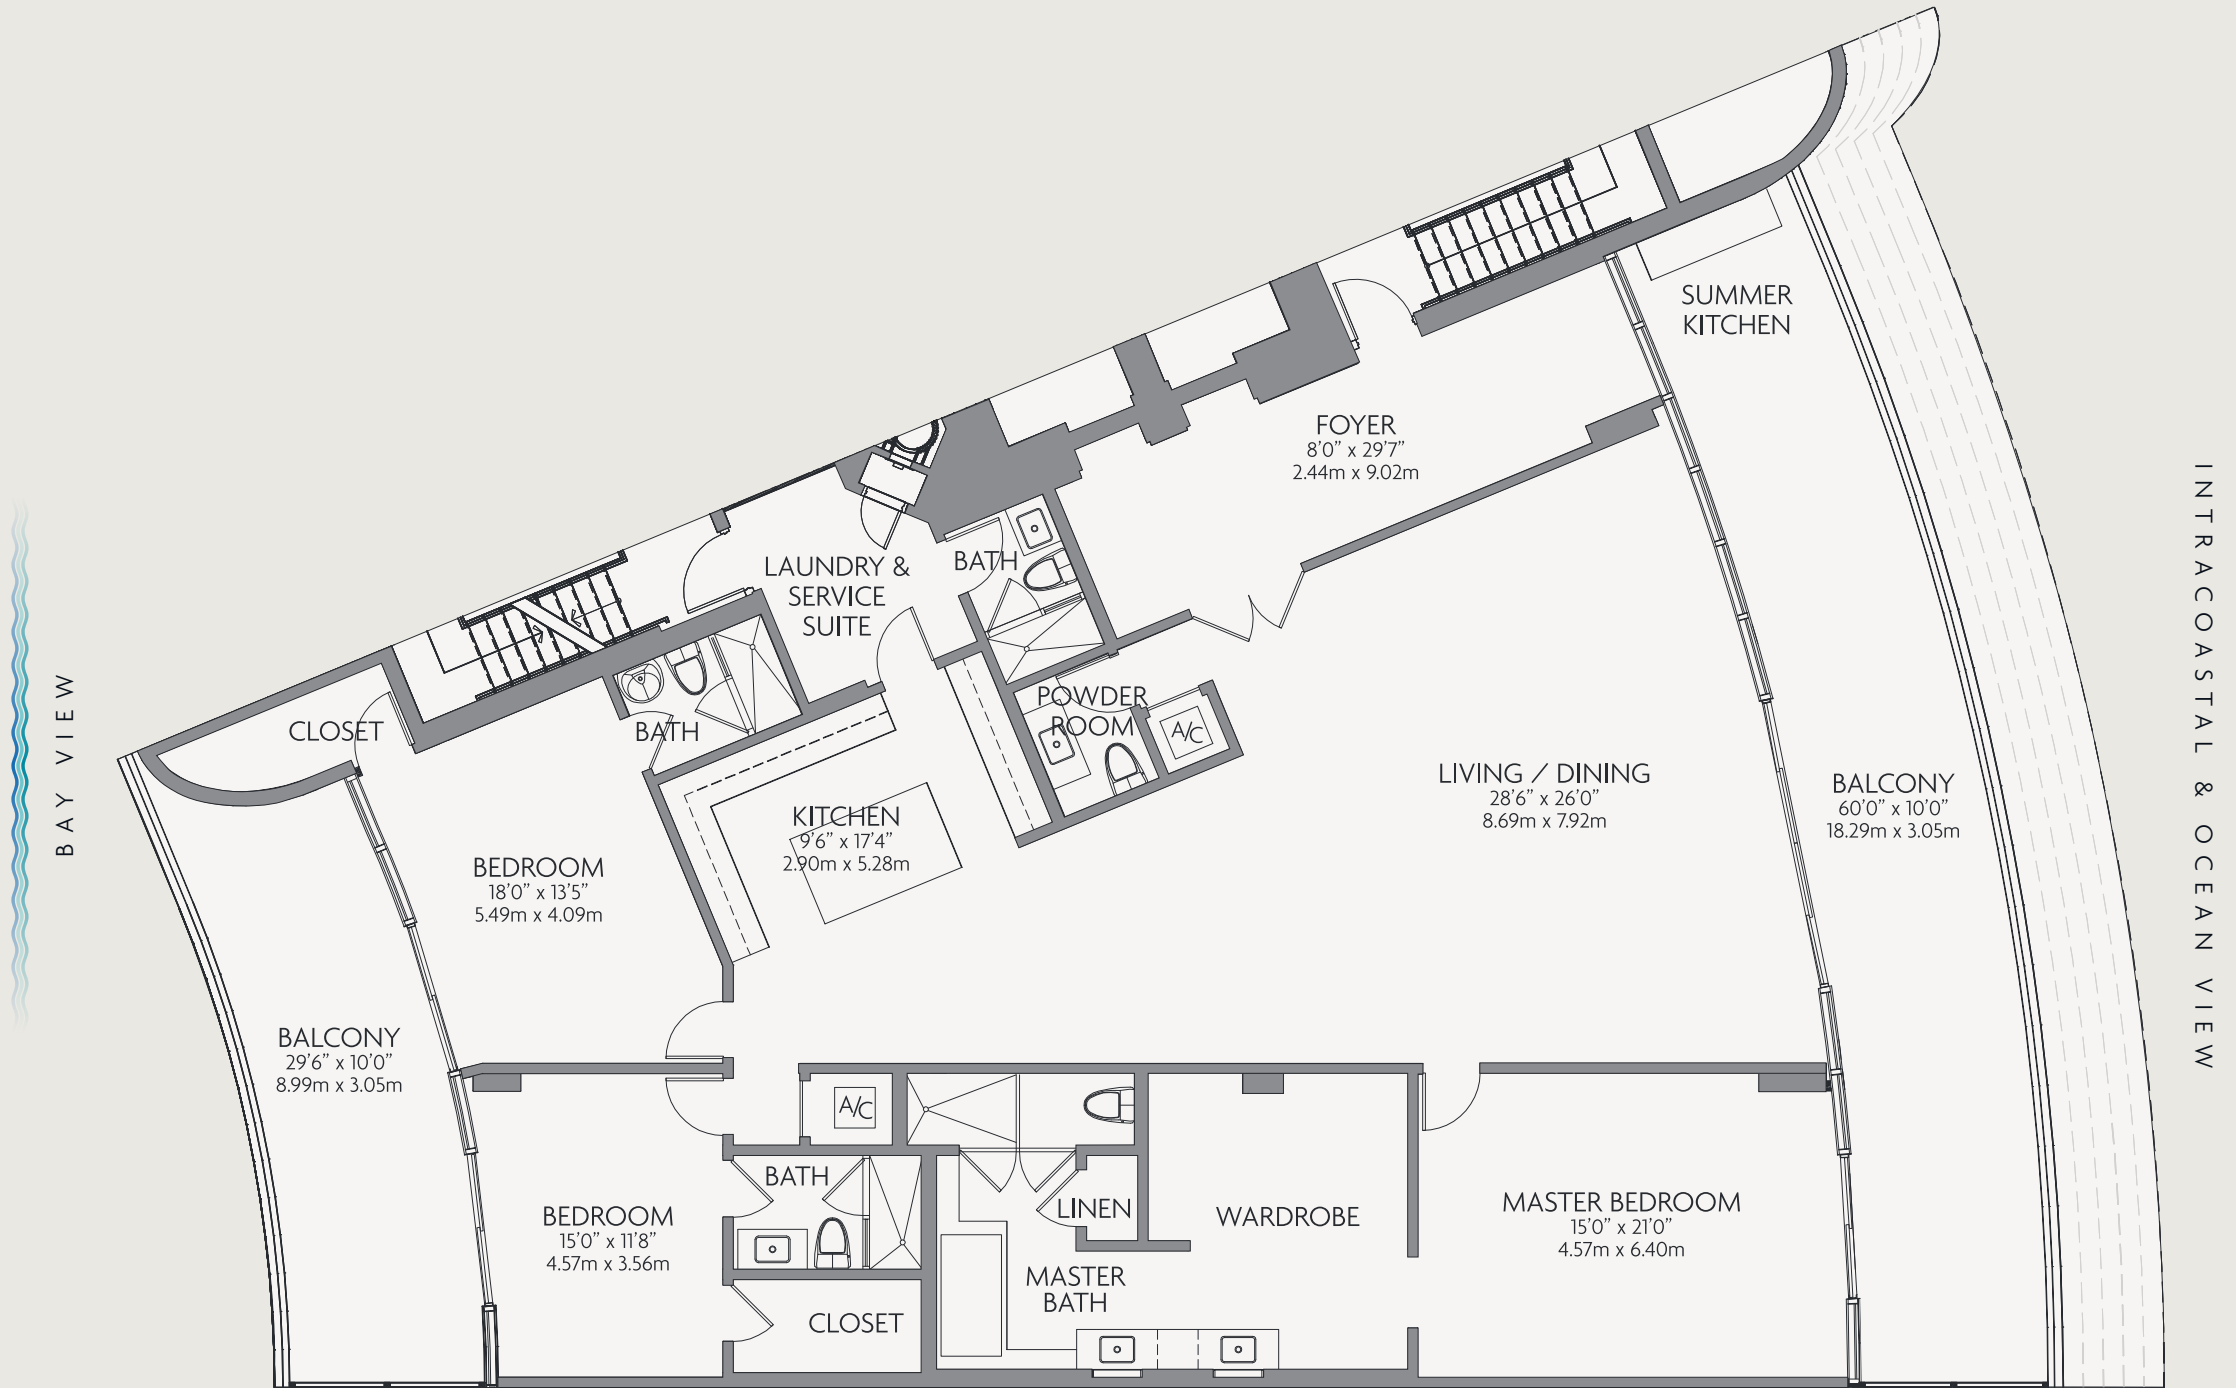 SUMMER
KITCHEN
FOYER
8'0" x 29'7"
2.44m x 9.02m
LAUNDRY &
SERVICE
SUITE
BATH
POWDER
ROOM
A/C
CLOSET
BATH
KITCHEN
9'6" x 17'4"
2.90m x 5.28m
LIVING / DINING
28'6" x 26'0"
8.69m x 7.92m
BALCONY
60'0" x 10'0"
18.29m x 3.05m
BEDROOM
18'0" x 13'5"
5.49m x 4.09m
BALCONY
29'6" x 10'0"
8.99m x 3.05m
A/C
BATH
LINEN
WARDROBE
MASTER BEDROOM
15'0" x 21'0"
4.57m x 6.40m
BEDROOM
15'0" x 11'8"
4.57m x 3.56m
MASTER
BATH
CLOSET
BAY VIEW
INTRACOASTAL & OCEAN VIEW